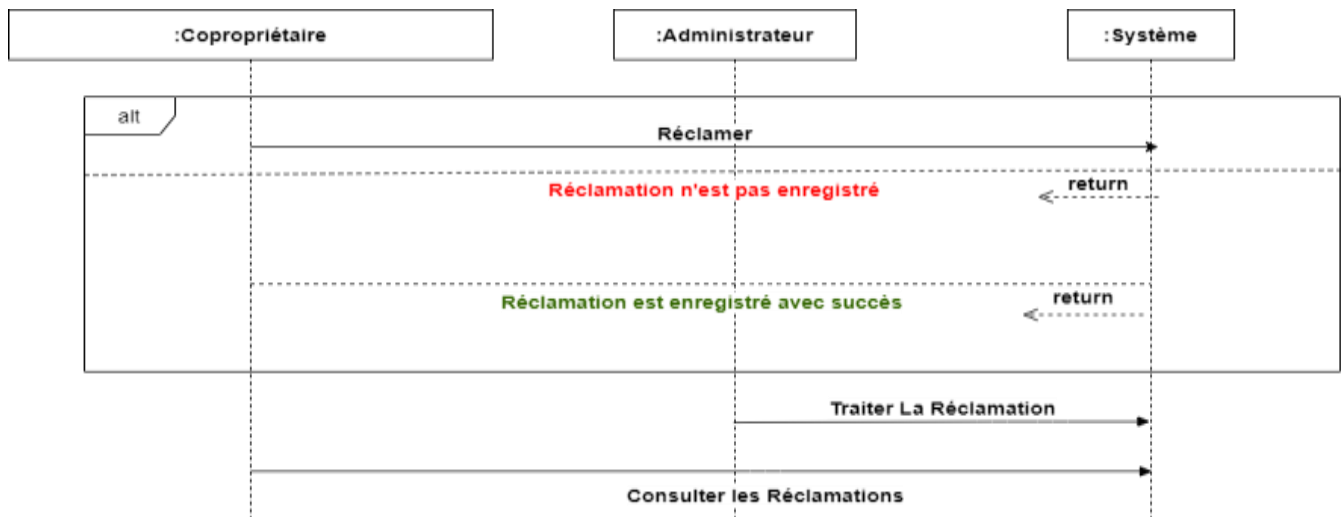 :Copropriétaire
:Administrateur
:Système
alt
Réclamer
Réclamation n'est pas enregistré
return
Réclamation est enregistré avec succès
return
Traiter La Réclamation
Consulter les Réclamations